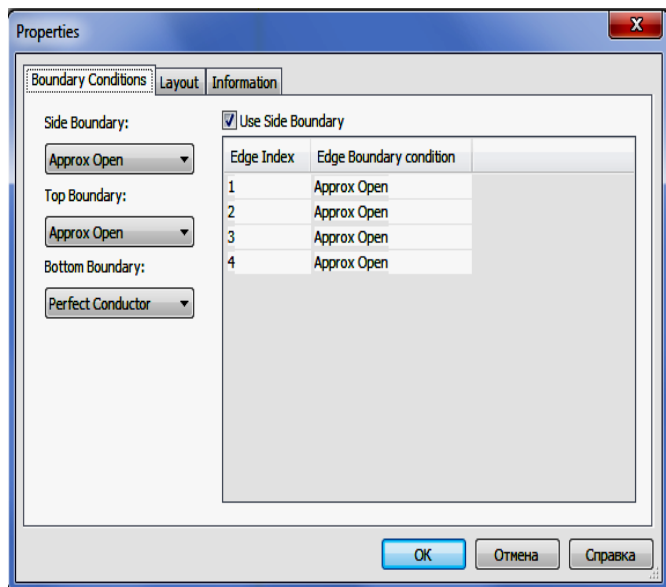 Properties
X
Boundary Conditions Layout Information
Side Boundary:
Approx Open
Top Boundary:
Approx Open
Bottom Boundary:
Perfect Conductor
Use Side Boundary
Edge Index Edge Boundary condition
1 Approx Open
2 Approx Open
3 Approx Open
4 Approx Open
OK Отмена Справка